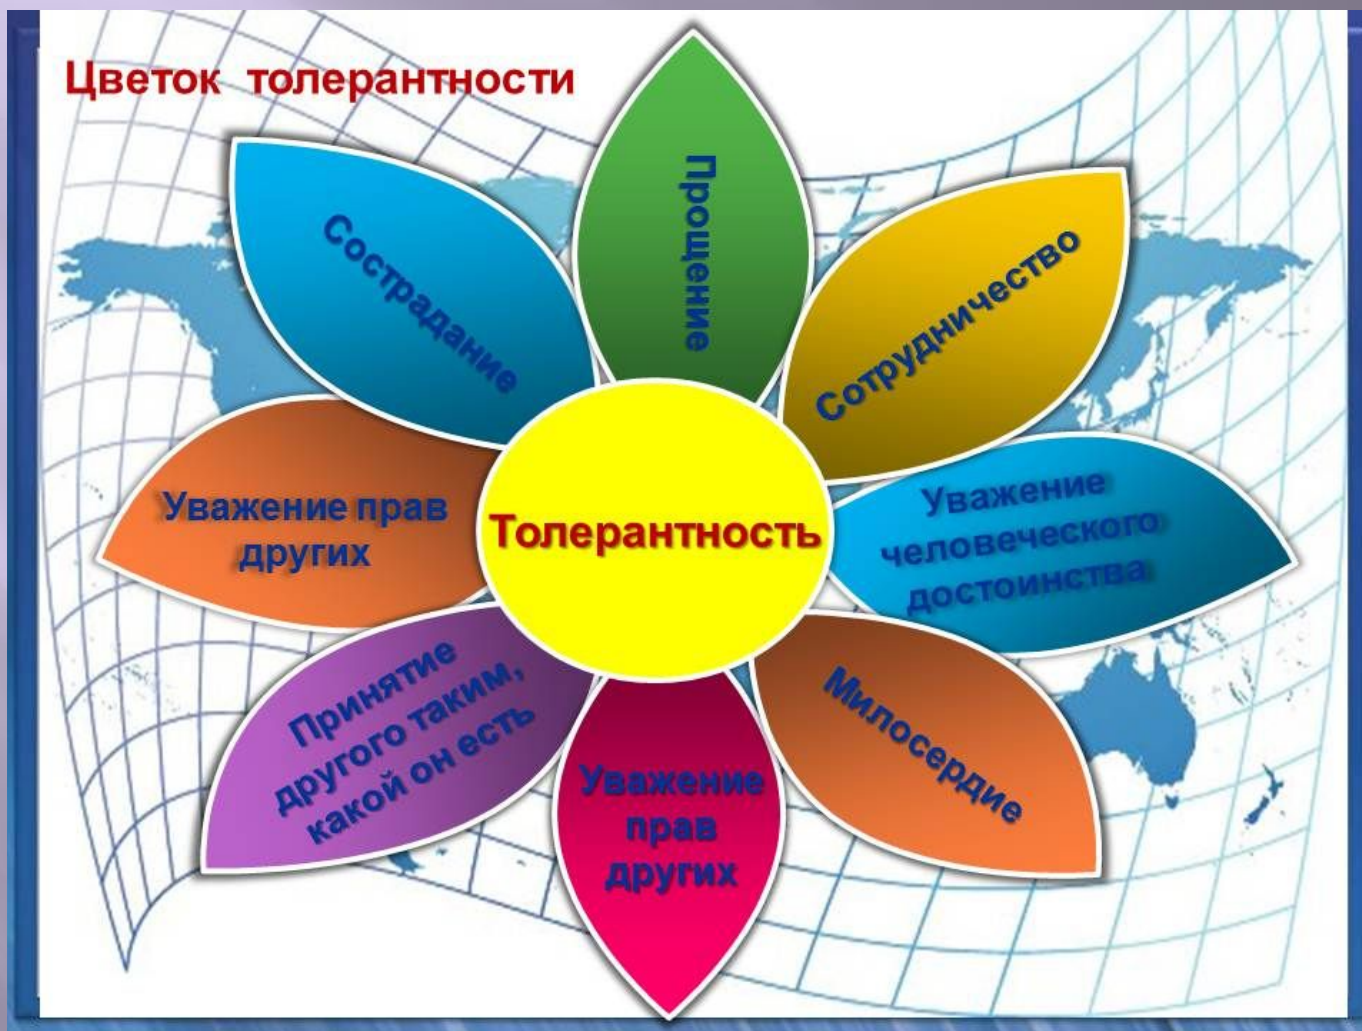 Цветок толерантности
Прощение
Сострадание
Сотрудничество
Уважение прав
других
Толерантность
Уважение
человеческого
достоинства
Принятие
другого таким,
какой он есть
Милосердие
Уважение
прав
других